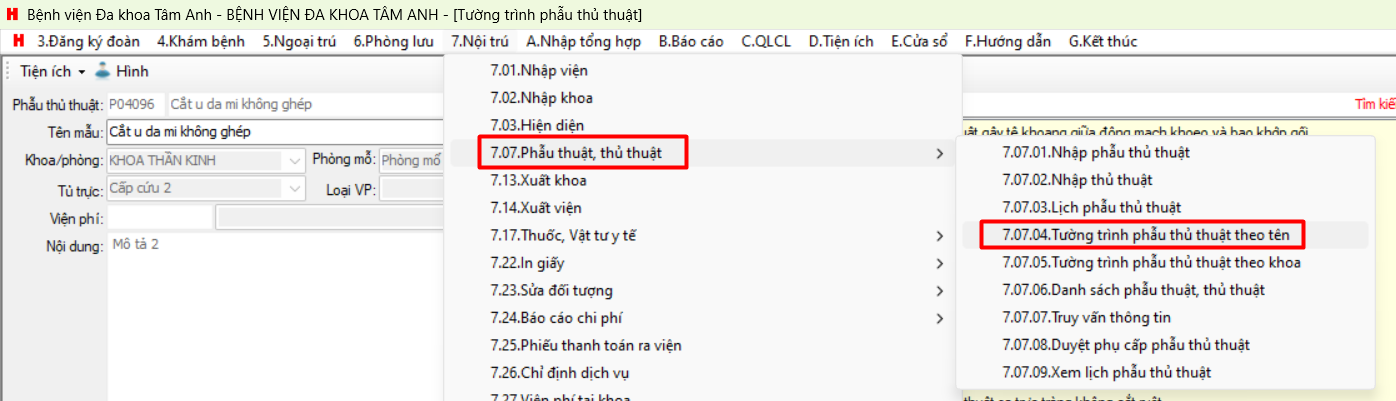 H Bệnh viện Đa khoa Tâm Anh - BỆNH VIỆN ĐA KHOA TÂM ANH - [Tường trình phẫu thủ thuật]
H 3.Đăng ký đoàn 4.Khám bệnh 5.Ngoại trú 6.Phòng lưu 7.Nội trú A.Nhập tổng hợp B.Báo cáo C.QLCL D.Tiện ích E.Cửa sổ F.Hướng dẫn G.Kết thúc
Tiện ích Hình
Phẫu thủ thuật: P04096 Cắt u da mi không ghép
Tên mẫu: Cắt u da mi không ghép
Khoa/phòng: KHOA THẦN KINH Phòng mổ: Phòng mổ
Tủ trực: Cấp cứu 2 Loại VP:
Viện phí:
Nội dung: Mô tả 2
7.01.Nhập viện
7.02.Nhập khoa
7.03.Hiện diện
7.07.Phẫu thuật, thủ thuật
7.13.Xuất khoa
7.14.Xuất viện
7.17.Thuốc, Vật tư y tế
7.22.In giấy
7.23.Sửa đối tượng
7.24.Báo cáo chi phí
7.25.Phiếu thanh toán ra viện
7.26.Chỉ định dịch vụ
7.27.Viện phí tại khoa
Tìm kiế
gây tê khoang giữa động mạch khoeo và bao khớp gối
7.07.01.Nhập phẫu thủ thuật
7.07.02.Nhập thủ thuật
7.07.03.Lịch phẫu thủ thuật
7.07.04.Tường trình phẫu thủ thuật theo tên
7.07.05.Tường trình phẫu thủ thuật theo khoa
7.07.06.Danh sách phẫu thuật, thủ thuật
7.07.07.Truy vấn thông tin
7.07.08.Duyệt phụ cấp phẫu thủ thuật
7.07.09.Xem lịch phẫu thủ thuật